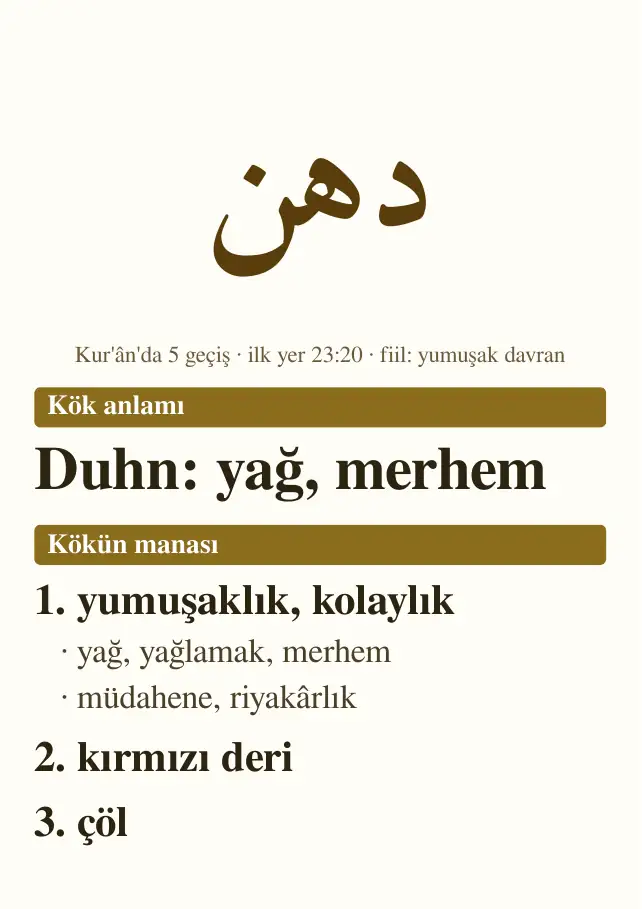 دهن
Kur'ân'da 5 geçiş · ilk yer 23:20 · fiil: yumuşak davran
Kök anlamı
Duhn: yağ, merhem
Kökün manası
1. yumuşaklık, kolaylık
· yağ, yağlamak, merhem
· müdahene, riyakârlık
2. kırmızı deri
3. çöl